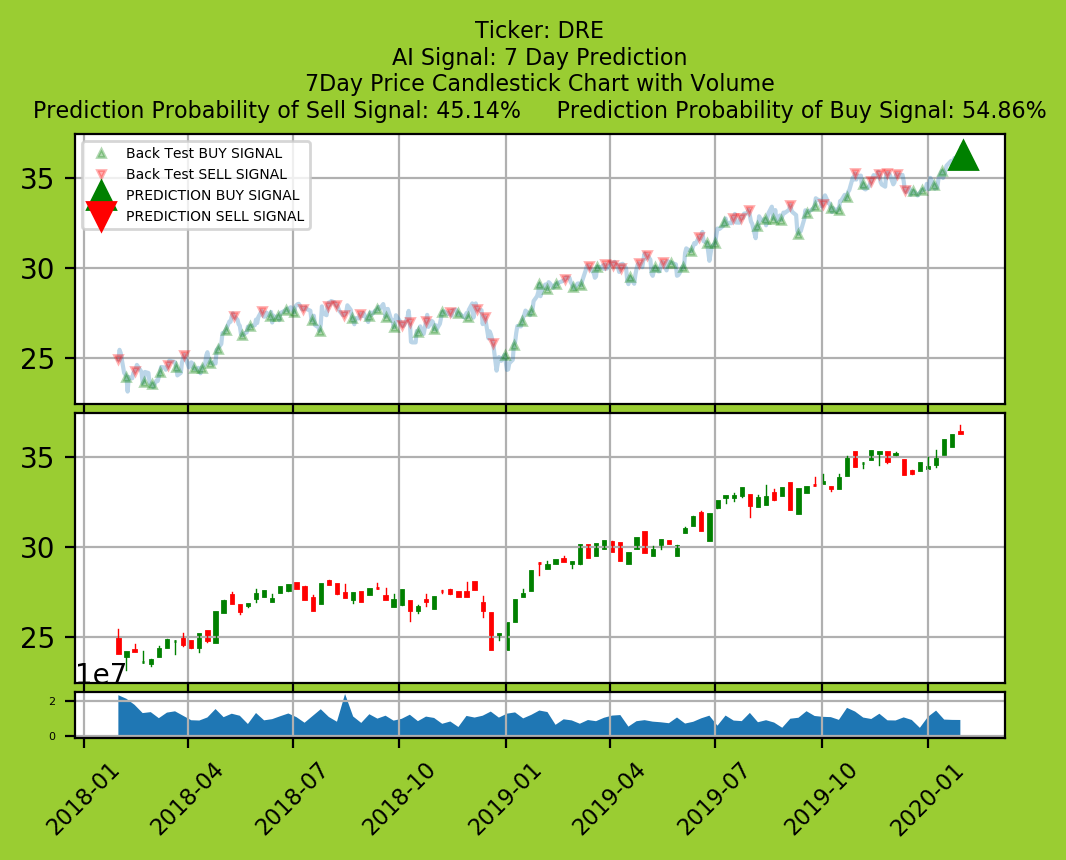 Ticker: DRE
AI Signal: 7 Day Prediction
7Day Price Candlestick Chart with Volume
Prediction Probability of Sell Signal: 45.14%     Prediction Probability of Buy Signal: 54.86%
Back Test BUY SIGNAL
Back Test SELL SIGNAL
PREDICTION BUY SIGNAL
PREDICTION SELL SIGNAL
35
30
25
35
30
25
1e7
2
0
2018-01
2018-04
2018-07
2018-10
2019-01
2019-04
2019-07
2019-10
2020-01